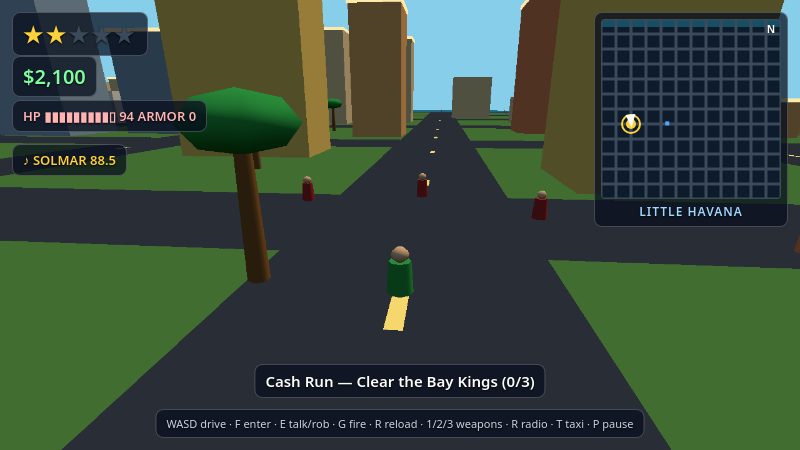 ★★★★★
$2,100
HP ▮▮▮▮▮▮▮▮▮▯ 94 ARMOR 0
♪ SOLMAR 88.5
N
LITTLE HAVANA
Cash Run — Clear the Bay Kings (0/3)
WASD drive · F enter · E talk/rob · G fire · R reload · 1/2/3 weapons · R radio · T taxi · P pause